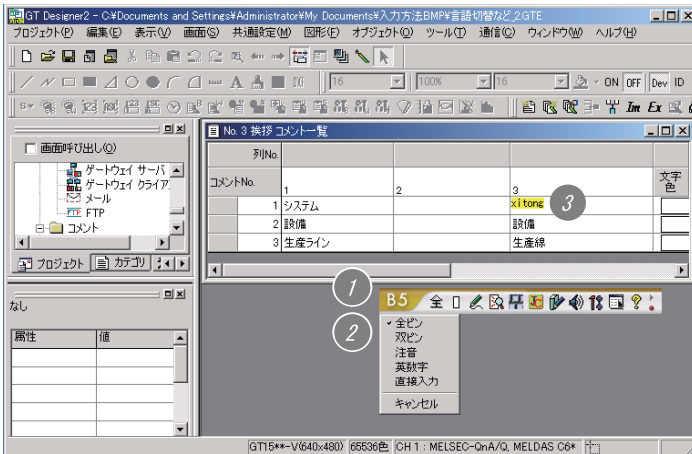 GT Designer2 - C:¥Documents and Settings¥Administrator¥My Documents¥入力方法BMP¥言語切替など_2.GTE
プロジェクト(P) 編集(E) 表示(V) 画面(S) 共通設定(M) 図形(F) オブジェクト(O) ツール(T) 通信(C) ウィンドウ(W) ヘルプ(H)
16 100% 16 ON OFF Dev ID
Im Ex
画面呼び出し(O)
ゲートウェイ サーバ
ゲートウェイ クライア
メール
FTP
コメント
プロジェクト カテゴリ
No. 3 挨拶 コメント一覧
列No.
コメントNo. 1 2 3 文字色
1 システム xitong 3
2 設備 設備
3 生産ライン 生産線
1
B5 全
2
全ピン
双ピン
注音
英数字
直接入力
キャンセル
なし
属性 値
GT15**-V(640x480) 65536色 CH 1 : MELSEC-QnA/Q, MELDAS C6*